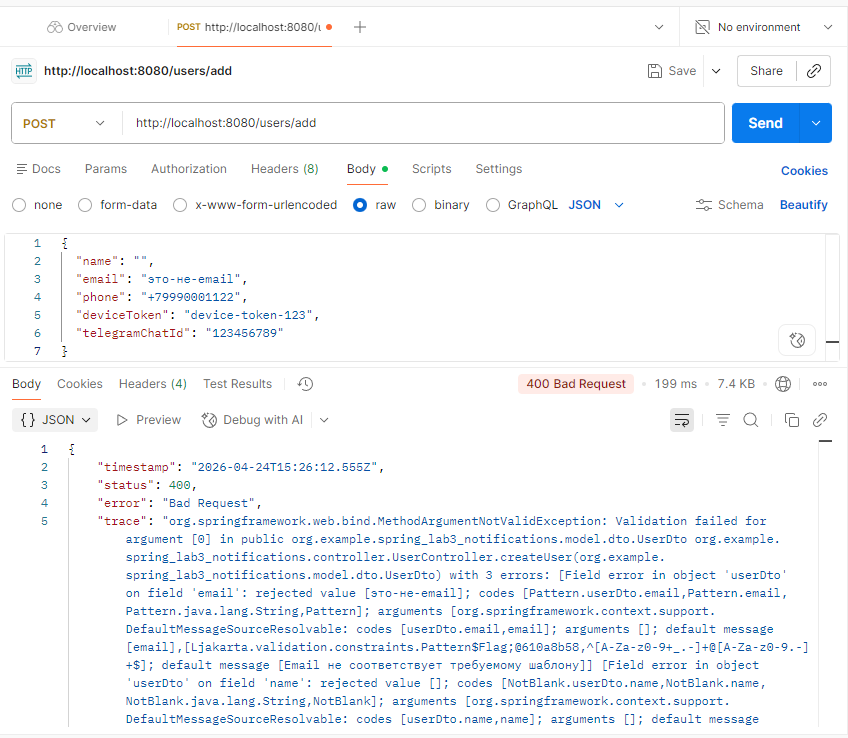 Overview
POST http://localhost:8080/u
No environment
HTTP http://localhost:8080/users/add
Save
Share
POST
http://localhost:8080/users/add
Send
Docs Params Authorization Headers (8) Body Scripts Settings Cookies
none form-data x-www-form-urlencoded raw binary GraphQL JSON Schema Beautify
1 {
2 "name": "",
3 "email": "это-не-email",
4 "phone": "+79990001122",
5 "deviceToken": "device-token-123",
6 "telegramChatId": "123456789"
7 }
Body Cookies Headers (4) Test Results 400 Bad Request 199 ms 7.4 KB
{} JSON Preview Debug with AI
1 {
2 "timestamp": "2026-04-24T15:26:12.555Z",
3 "status": 400,
4 "error": "Bad Request",
5 "trace": "org.springframework.web.bind.MethodArgumentNotValidException: Validation failed for
argument [0] in public org.example.spring_lab3_notifications.model.dto.UserDto org.example.
spring_lab3_notifications.controller.UserController.createUser(org.example.
spring_lab3_notifications.model.dto.UserDto) with 3 errors: [Field error in object 'userDto'
on field 'email': rejected value [это-не-email]; codes [Pattern.userDto.email,Pattern.email,
Pattern.java.lang.String,Pattern]; arguments [org.springframework.context.support.
DefaultMessageSourceResolvable: codes [userDto.email,email]; arguments []; default message
[email],[Ljakarta.validation.constraints.Pattern$Flag;@610a8b58,^[A-Za-z0-9+_.-]+@[A-Za-z0-9.-]
+$]; default message [Email не соответствует требуемому шаблону]] [Field error in object
'userDto' on field 'name': rejected value []; codes [NotBlank.userDto.name,NotBlank.name,
NotBlank.java.lang.String,NotBlank]; arguments [org.springframework.context.support.
DefaultMessageSourceResolvable: codes [userDto.name,name]; arguments []; default message